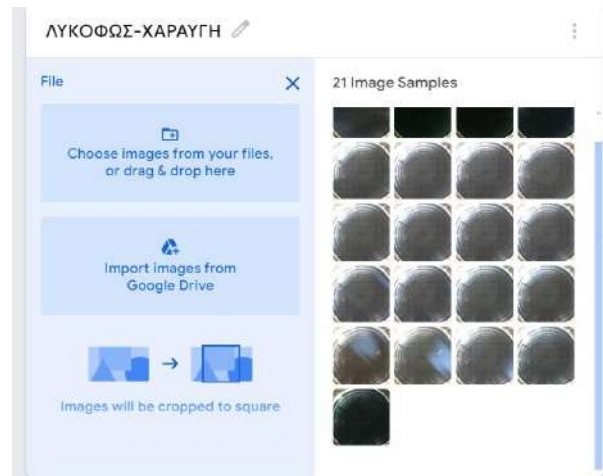 ΛΥΚΟΦΩΣ-ΧΑΡΑΥΓΗ
File
21 Image Samples
Choose images from your files,
or drag & drop here
Import images from
Google Drive
Images will be cropped to square